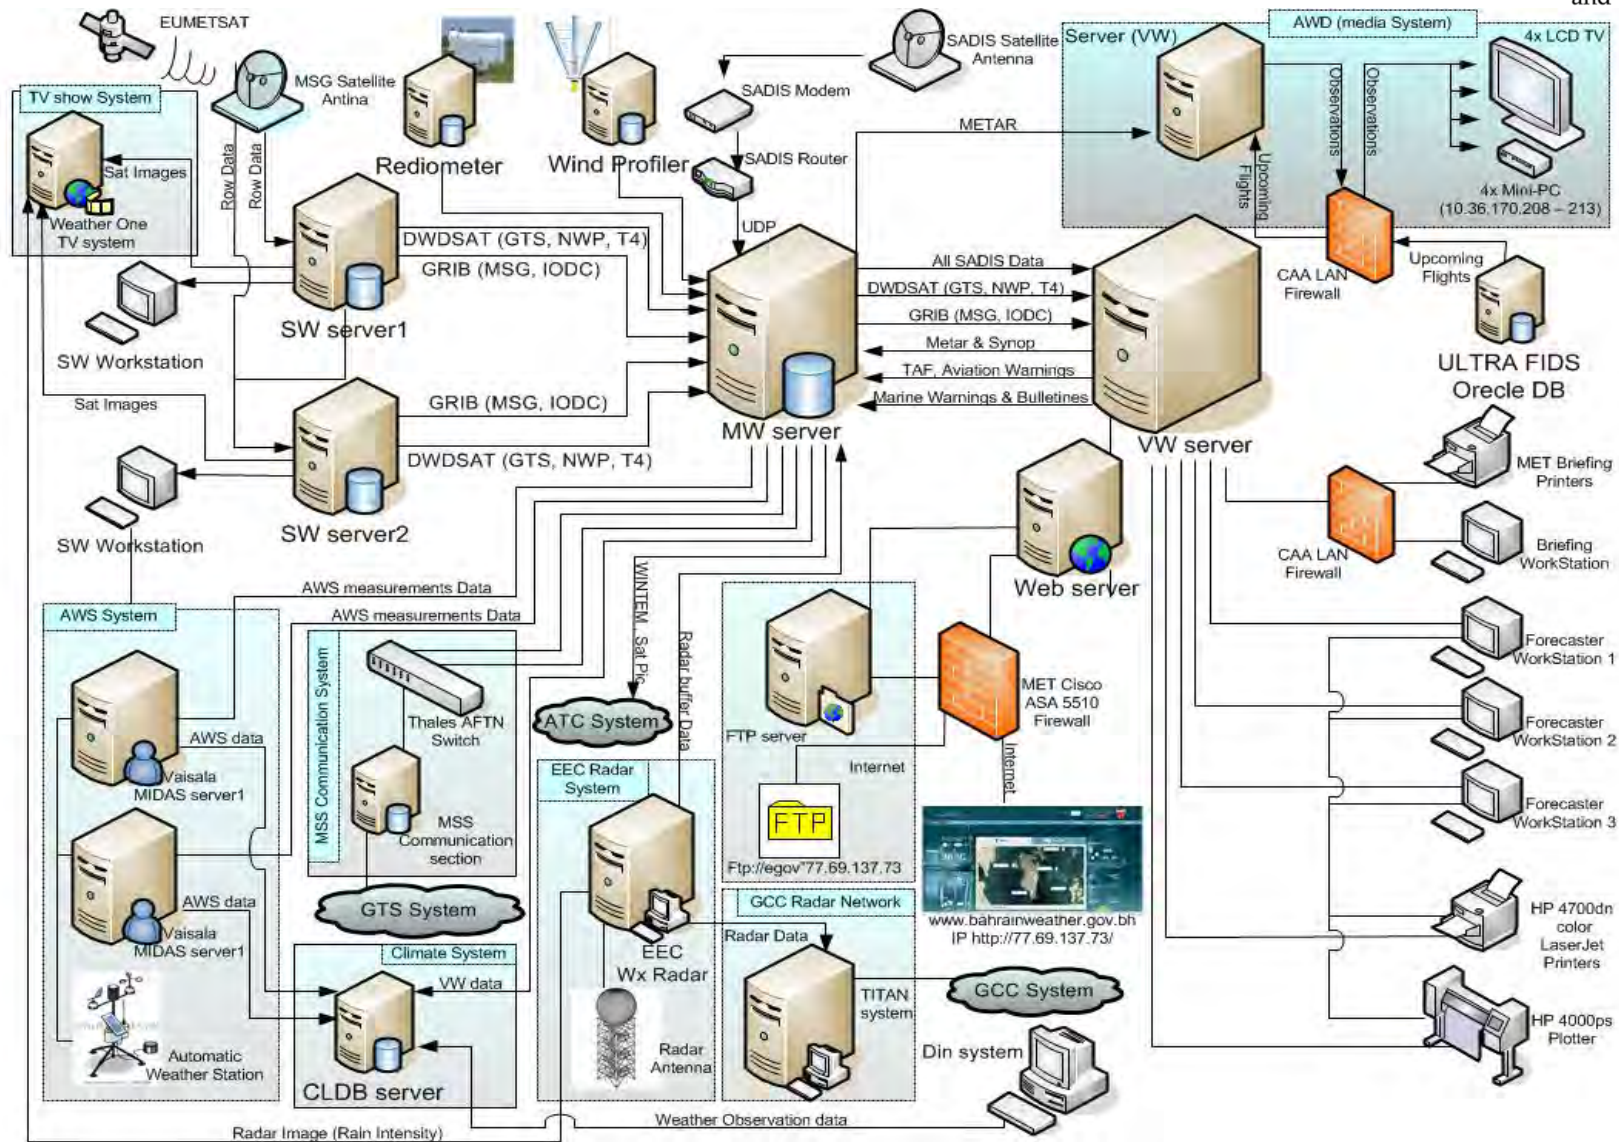 and
EUMETSAT
MSG Satellite
Antina
SADIS Satellite
Antenna
AWD (media System)
Server (VW)
4x LCD TV
TV show System
SADIS Modem
METAR
Observations
Observations
Rediometer
Wind Profiler
SADIS Router
Sat Images
Row Data
Row Data
Upcoming
Flights
4x Mini-PC
(10.36.170.208 – 213)
Weather One
TV system
UDP
DWDSAT (GTS, NWP, T4)
GRIB (MSG, IODC)
All SADIS Data
DWDSAT (GTS, NWP, T4)
GRIB (MSG, IODC)
Metar & Synop
TAF, Aviation Warnings
Marine Warnings & Bulletines
CAA LAN
Firewall
Upcoming
Flights
SW server1
SW Workstation
ULTRA FIDS
Orecle DB
Sat Images
GRIB (MSG, IODC)
DWDSAT (GTS, NWP, T4)
MW server
VW server
MET Briefing
Printers
SW server2
SW Workstation
CAA LAN
Firewall
Briefing
WorkStation
Web server
AWS measurements Data
AWS measurements Data
WINTEM , Sat Pic
Radar buffer Data
AWS System
MSS Communication System
Thales AFTN
Switch
ATC System
FTP server
MET Cisco
ASA 5510
Firewall
Internet
Internet
Forecaster
WorkStation 1
Forecaster
WorkStation 2
Forecaster
WorkStation 3
AWS data
Vaisala
MIDAS server1
EEC Radar
System
MSS
Communication
section
FTP
Ftp://egov"77.69.137.73
AWS data
Vaisala
MIDAS server1
GTS System
GCC Radar Network
www.bahrainweather.gov.bh
IP http://77.69.137.73/
HP 4700dn
color
LaserJet
Printers
Climate System
VW data
EEC
Wx Radar
Radar Data
TITAN
system
GCC System
HP 4000ps
Plotter
Automatic
Weather Station
CLDB server
Radar
Antenna
Din system
Weather Observation data
Radar Image (Rain Intensity)